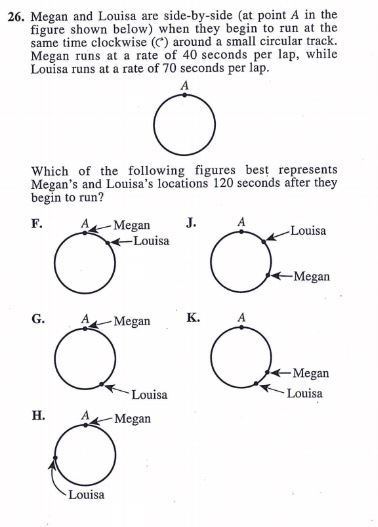 26. Megan and Louisa are side-by-side (at point A in the
figure shown below) when they begin to run at the
same time clockwise (↻) around a small circular track.
Megan runs at a rate of 40 seconds per lap, while
Louisa runs at a rate of 70 seconds per lap.
A
Which of the following figures best represents
Megan's and Louisa's locations 120 seconds after they
begin to run?
F.
A
Megan
Louisa
J.
A
Louisa
Megan
G.
A
Megan
Louisa
K.
A
Megan
Louisa
H.
A
Megan
Louisa